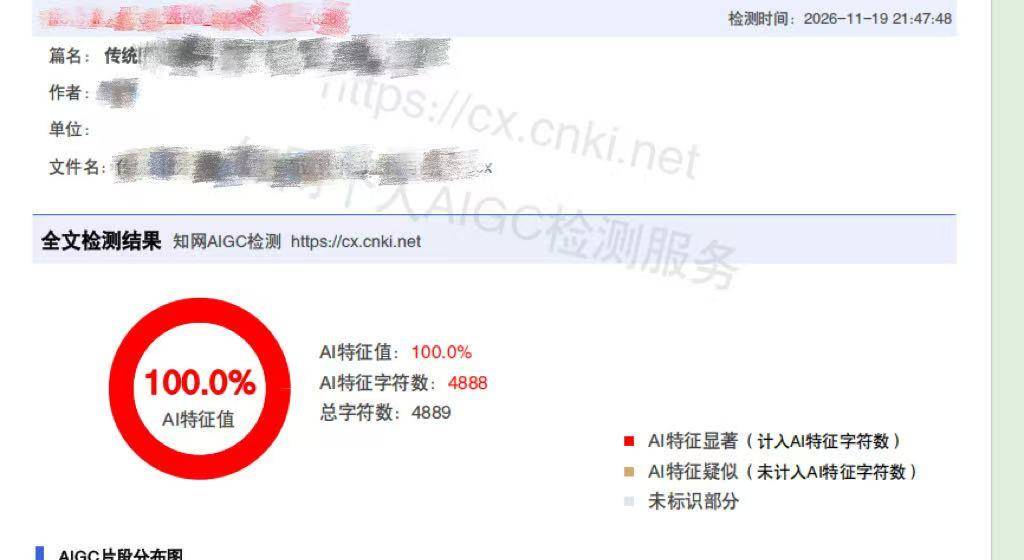 检测时间：2026-11-19 21:47:48
篇名：传统
作者：
单位：
文件名：
https://cx.cnki.net
个人AIGC检测服务
全文检测结果 知网AIGC检测 https://cx.cnki.net
100.0%
AI特征值
AI特征值：100.0%
AI特征字符数：4888
总字符数：4889
AI特征显著（计入AI特征字符数）
AI特征疑似（未计入AI特征字符数）
未标识部分
AIGC片段分布图